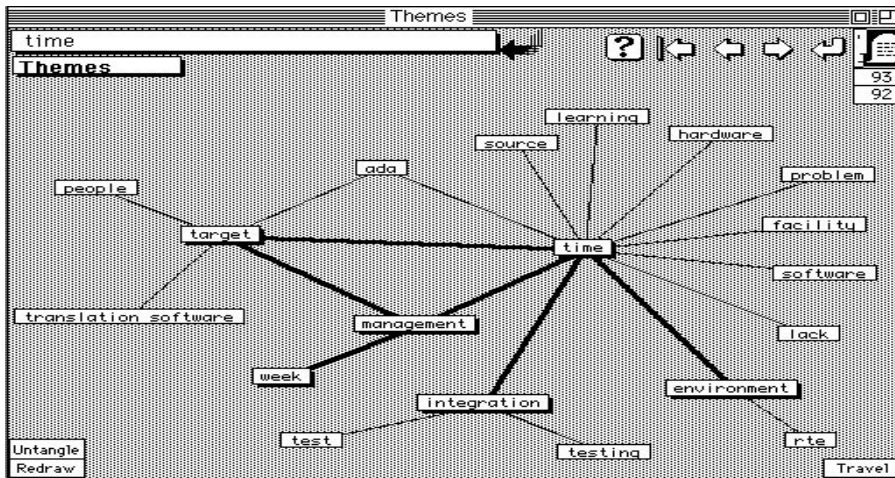 Themes
time
Themes
?
93
92
learning
source
hardware
ada
problem
people
facility
target
time
software
translation software
management
lack
week
environment
integration
test
testing
rte
Untangle
Redraw
Travel